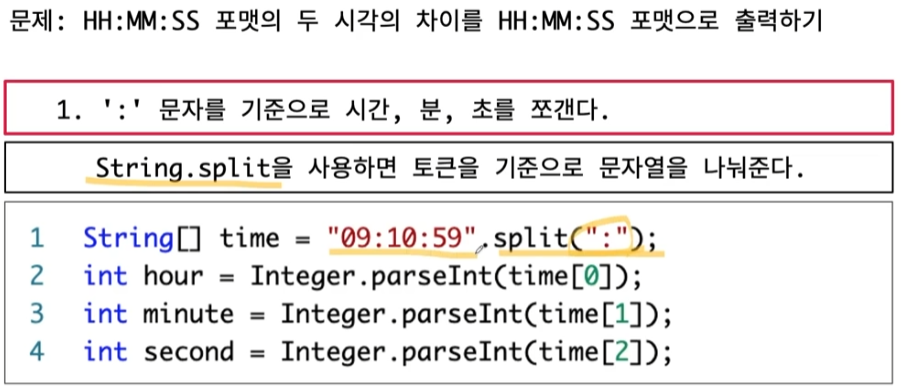 문제: HH:MM:SS 포맷의 두 시각의 차이를 HH:MM:SS 포맷으로 출력하기
1. ':' 문자를 기준으로 시간, 분, 초를 쪼갠다.
String.split을 사용하면 토큰을 기준으로 문자열을 나눠준다.
1 String[] time = "09:10:59".split(":");
2 int hour = Integer.parseInt(time[0]);
3 int minute = Integer.parseInt(time[1]);
4 int second = Integer.parseInt(time[2]);